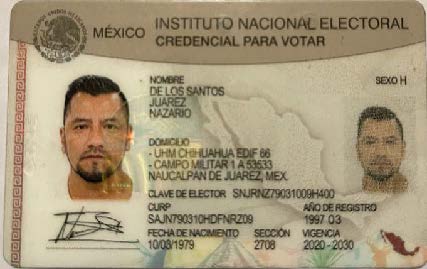 MÉXICO
INSTITUTO NACIONAL ELECTORAL
CREDENCIAL PARA VOTAR
NOMBRE
DE LOS SANTOS
JUAREZ
NAZARIO
SEXO H
DOMICILIO
- UHM CHIHUAHUA EDIF 66
- CAMPO MILITAR 1 A 53533
NAUCALPAN DE JUAREZ, MEX.
CLAVE DE ELECTOR SNJRNZ79031009H400
CURP
SAJN790310HDFNRZ09
AÑO DE REGISTRO
1997 03
FECHA DE NACIMIENTO
10/03/1979
SECCIÓN
2708
VIGENCIA
2020 - 2030